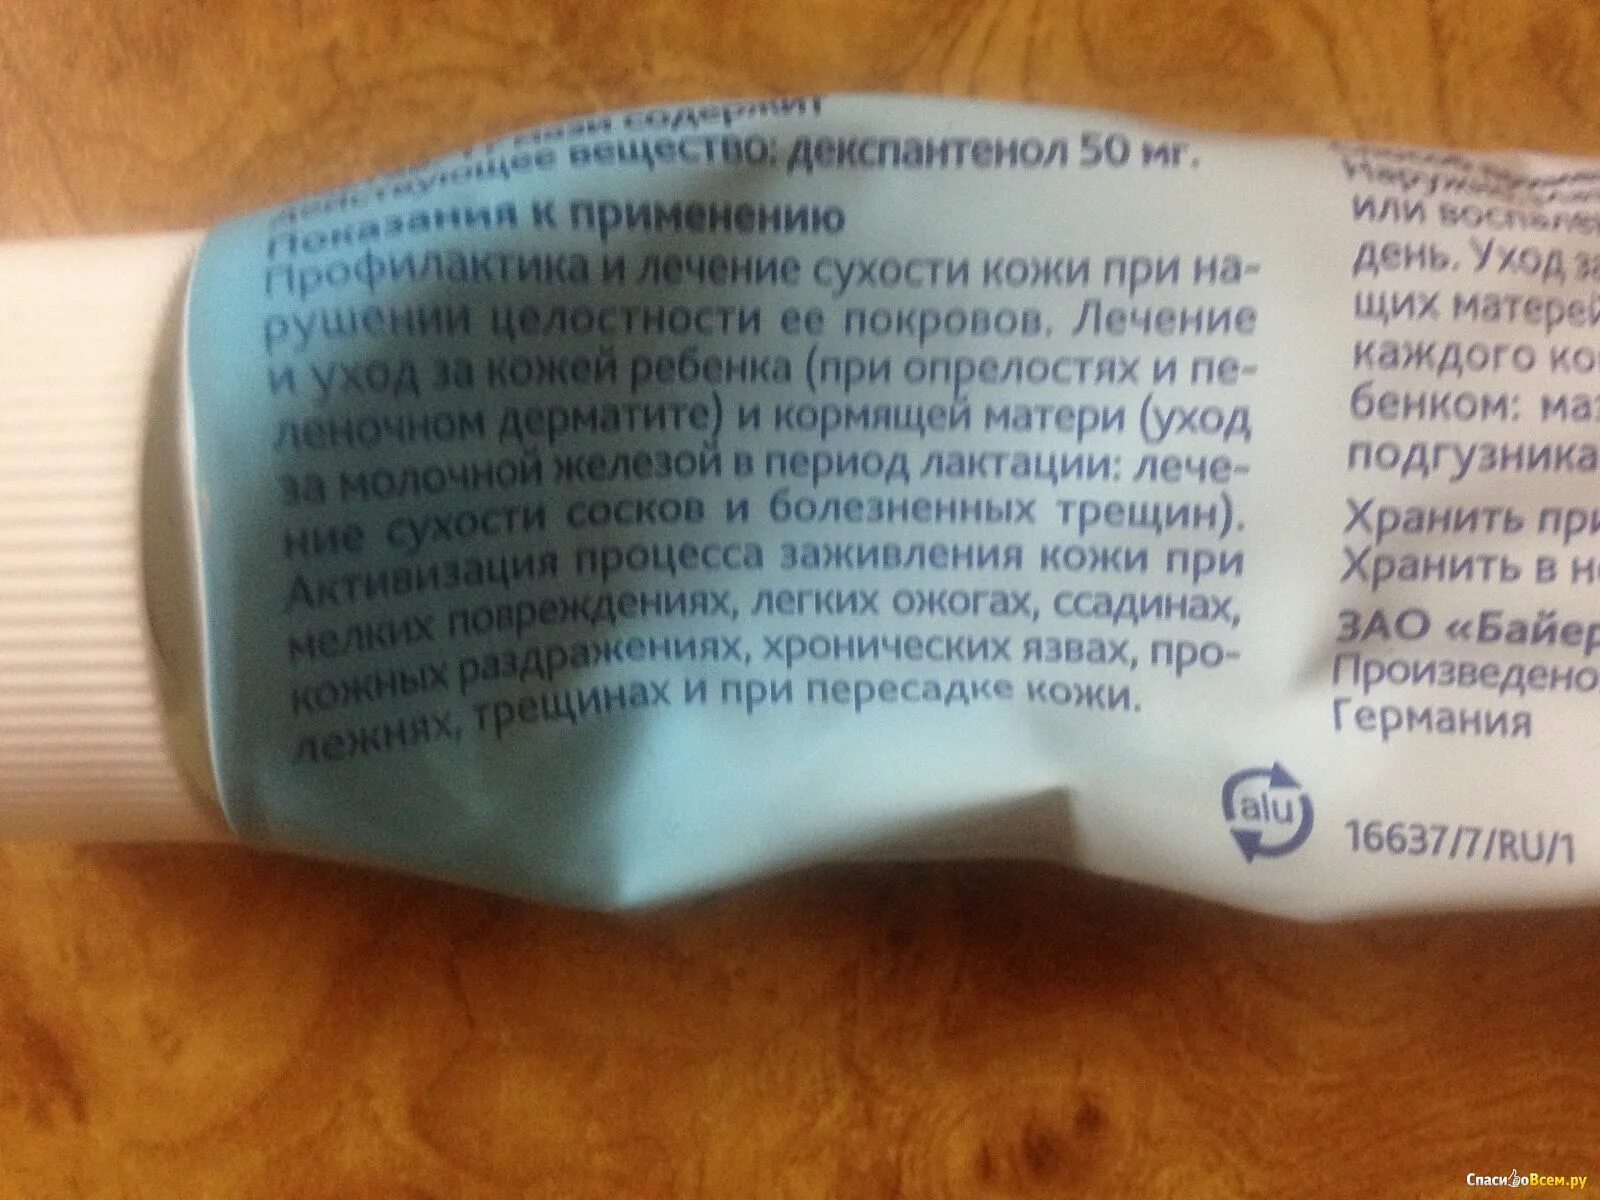 мази содержит
Действующее вещество: декспантенол 50 мг.
Показания к применению
Профилактика и лечение сухости кожи при на-
рушении целостности ее покровов. Лечение
и уход за кожей ребенка (при опрелостях и пе-
леночном дерматите) и кормящей матери (уход
за молочной железой в период лактации: лече-
ние сухости сосков и болезненных трещин).
Активизация процесса заживления кожи при
мелких повреждениях, легких ожогах, ссадинах,
кожных раздражениях, хронических язвах, про-
лежнях, трещинах и при пересадке кожи.
или
день. Уход
щих матерей
каждого
бенком:
подгузника
Хранить
Хранить в
ЗАО «Байер
Произведено
Германия
alu
16637/7/RU/1
СпасибоВсем.ру